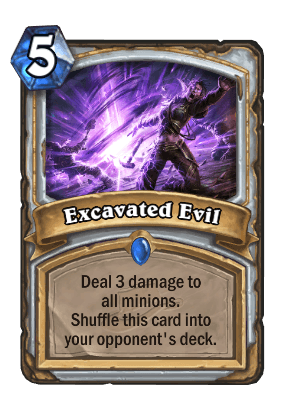 5
Excavated Evil
Deal 3 damage to
all minions.
Shuffle this card into
your opponent's deck.